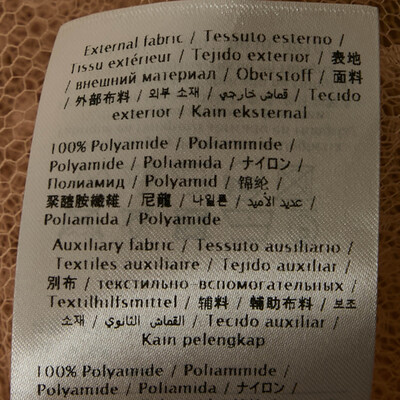 External fabric / Tessuto esterno /
Tissu extérieur / Tejido exterior / 表地
/ внешний материал / Oberstoff / 面料
/ 外部布料 / 외부 소재 / قماش خارجي / Tecido
exterior / Kain eksternal
100% Polyamide / Poliammide /
Polyamide / Poliamida / ナイロン /
Полиамид / Polyamid / 锦纶 /
聚醯胺纖維 / 尼龍 / 나일론 / عديد الأميد /
Poliamida / Polyamide
Auxiliary fabric / Tessuto ausiliario /
Textiles auxiliaire / Tejido auxiliar /
別布 / текстильно-вспомогательных /
Textilhilfsmittel / 辅料 / 輔助布料 / 보조
소재 / القماش الثانوي / Tecido auxiliar /
Kain pelengkap
100% Polyamide / Poliammide /
Polyamide / Poliamida / ナイロン /